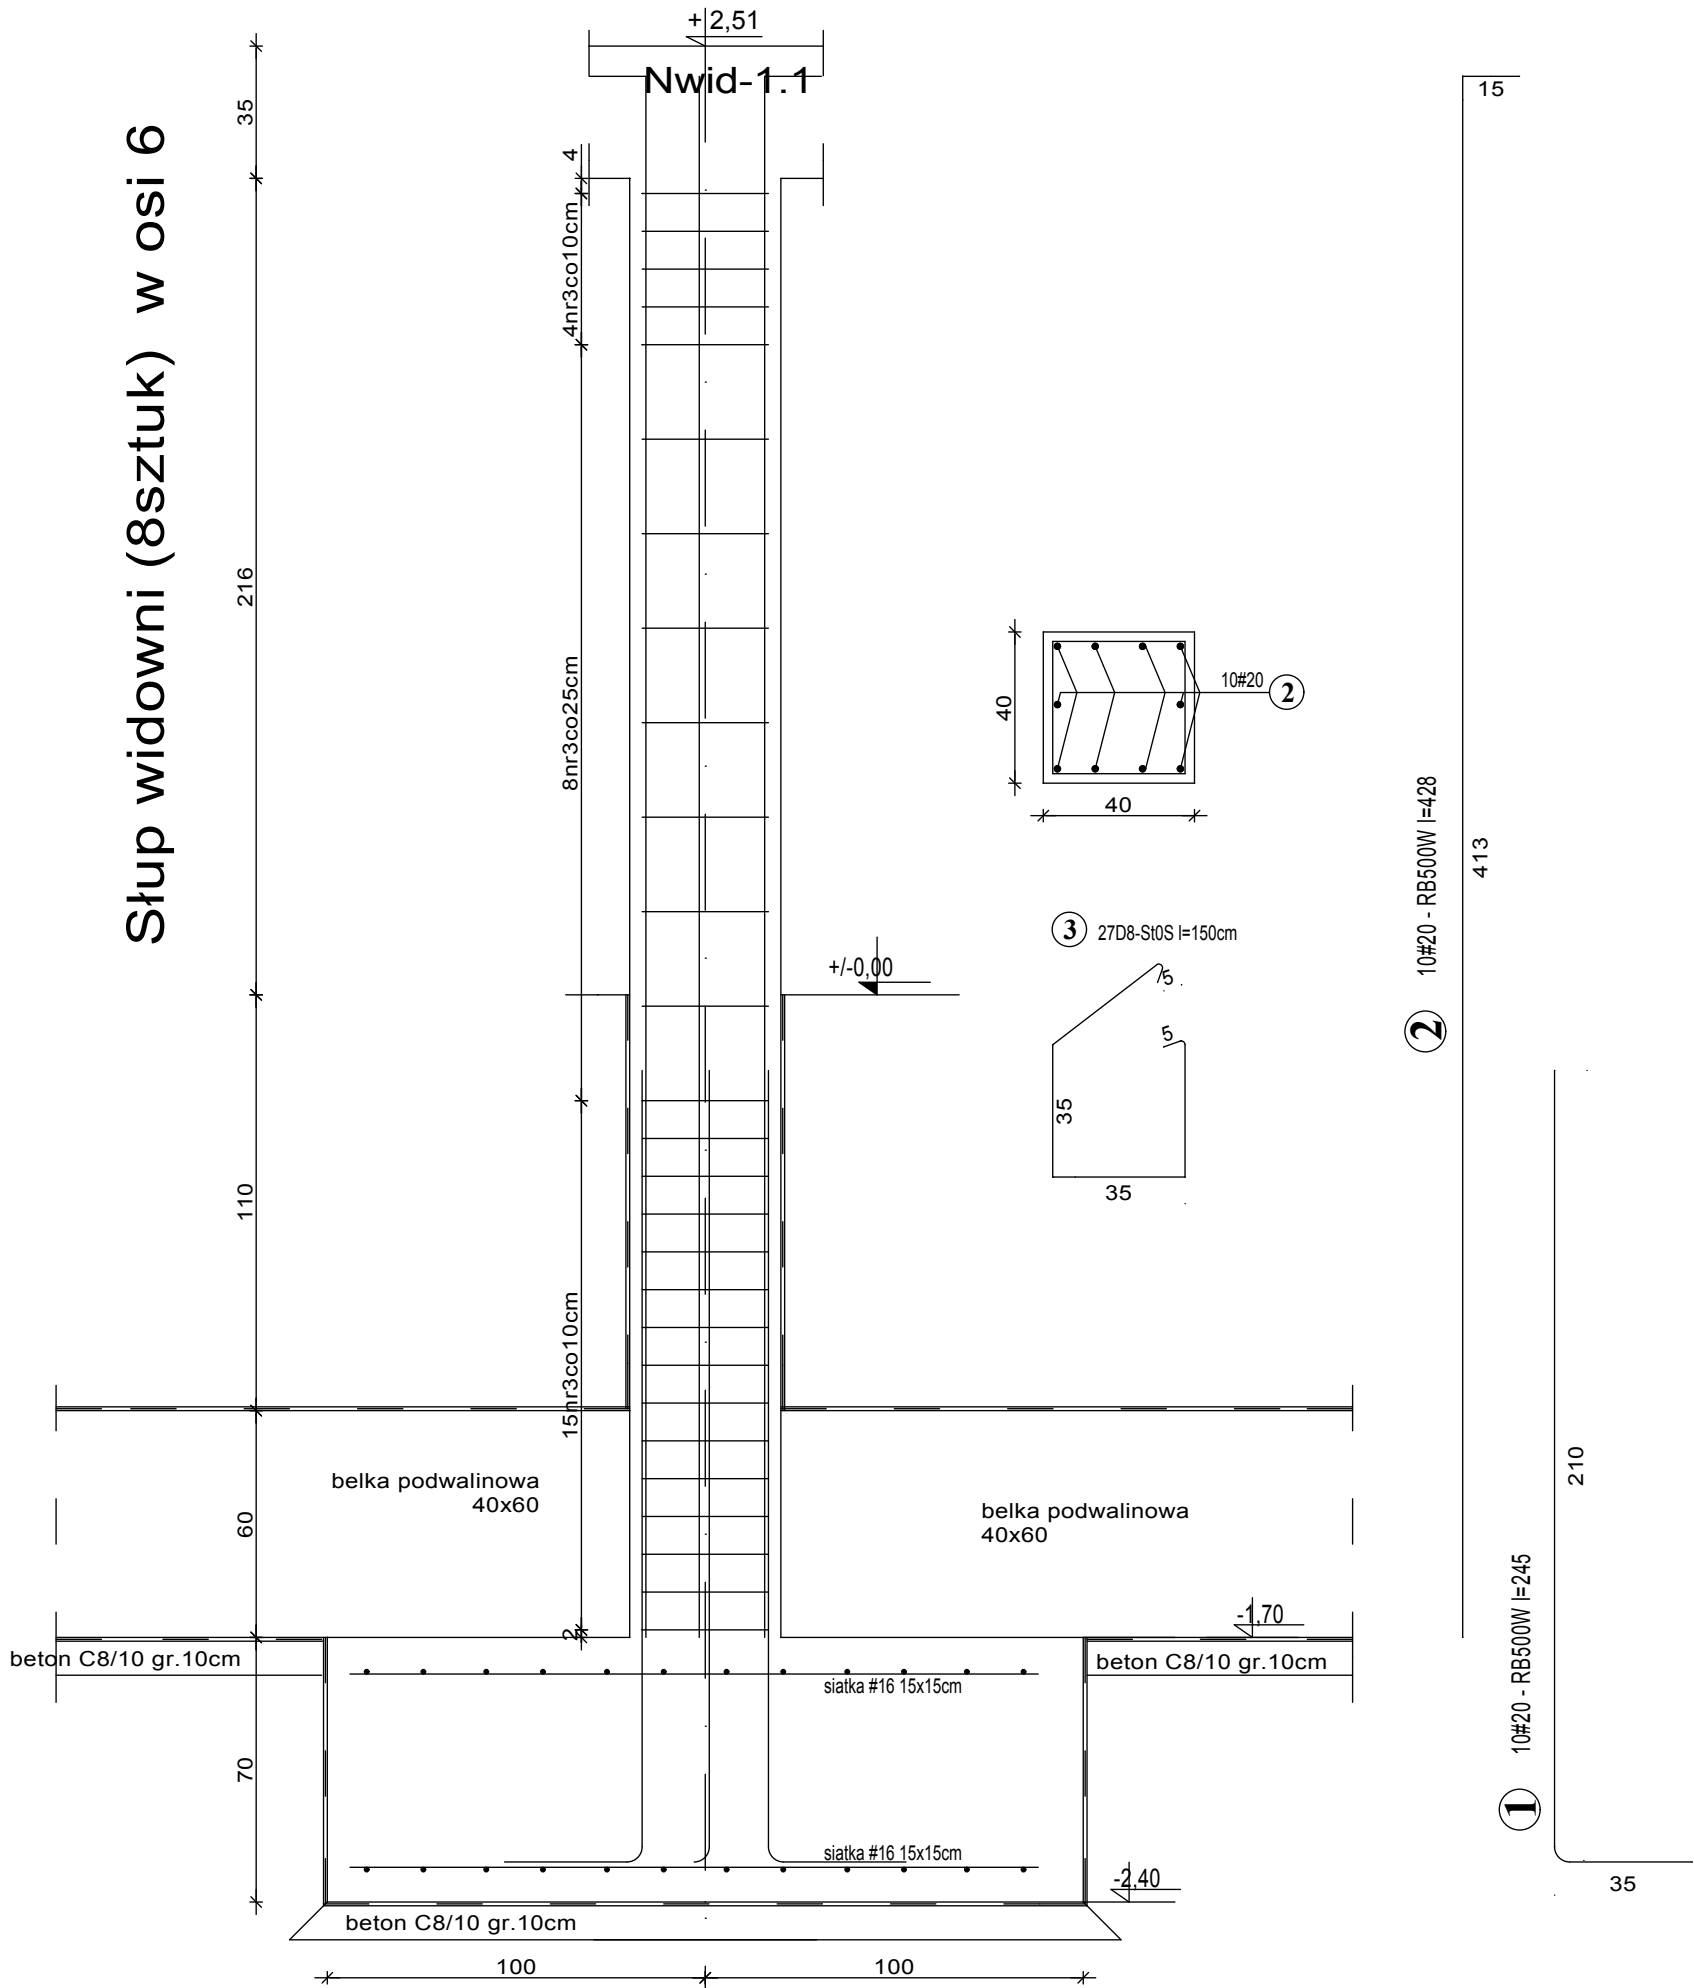 Słup widowni (8sztuk) w osi 6
+2,51
Nwid-1.1
35
216
110
60
70
4
4nr3co10cm
8nr3co25cm
15nr3co10cm
2
+/-0,00
40
40
10#20
2
3
27D8-St0S l=150cm
5
5
35
35
15
413
2
10#20 - RB500W l=428
210
1
10#20 - RB500W l=245
35
belka podwalinowa
40x60
belka podwalinowa
40x60
-1,70
beton C8/10 gr.10cm
beton C8/10 gr.10cm
siatka #16 15x15cm
siatka #16 15x15cm
-2,40
beton C8/10 gr.10cm
100
100